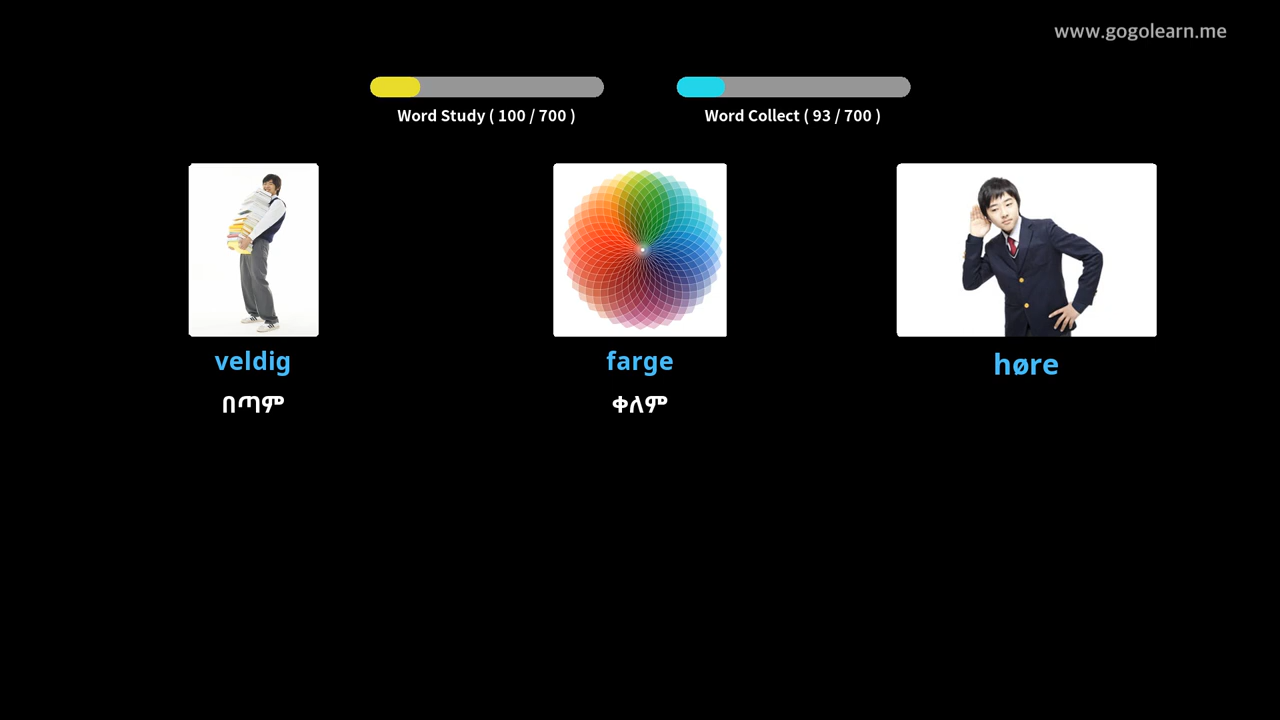 www.gogolearn.me
Word Study ( 100 / 700 )
Word Collect ( 93 / 700 )
veldig
farge
høre
በጣም
ቀለም